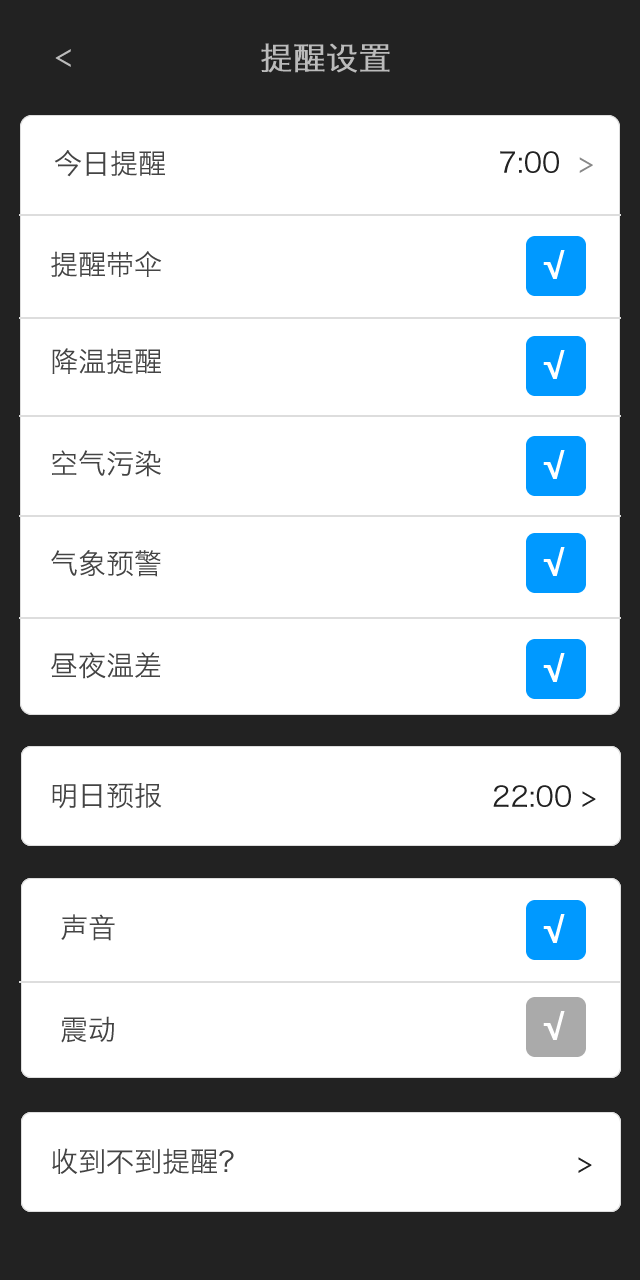 < 提醒设置
今日提醒 7:00 >
提醒带伞 √
降温提醒 √
空气污染 √
气象预警 √
昼夜温差 √
明日预报 22:00 >
声音 √
震动 √
收到不到提醒? >